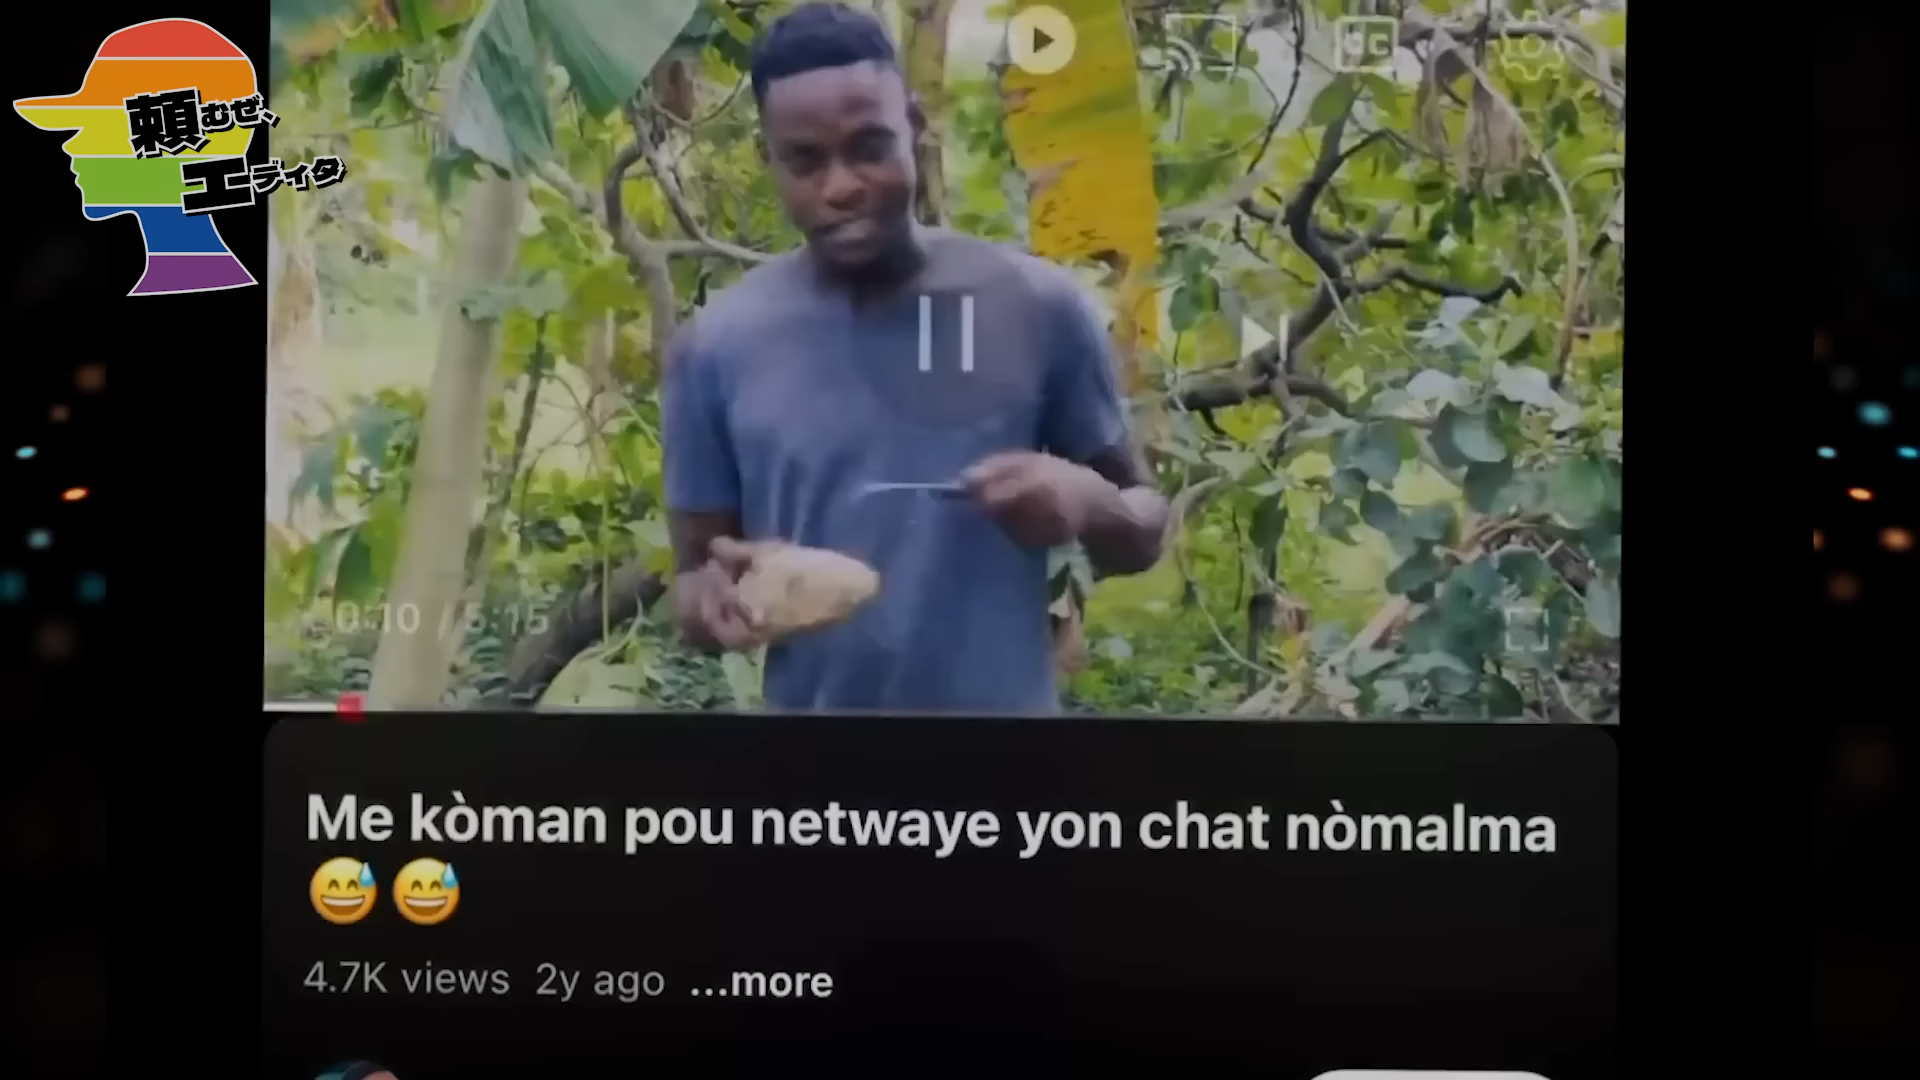 頼むぜ、
エディタ
CC
0:10 / 5:15
Me kòman pou netwaye yon chat nòmalma
😅 😅
4.7K views 2y ago ...more